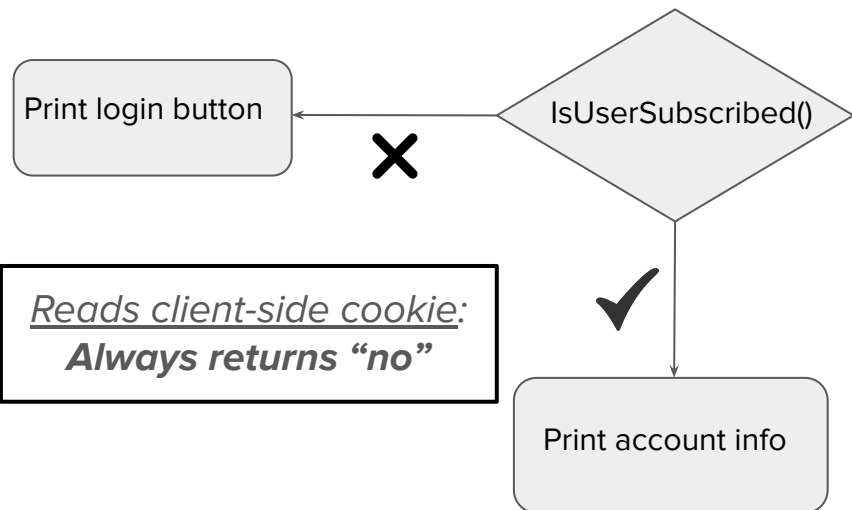 Print login button
IsUserSubscribed()
Reads client-side cookie:
Always returns “no”
Print account info